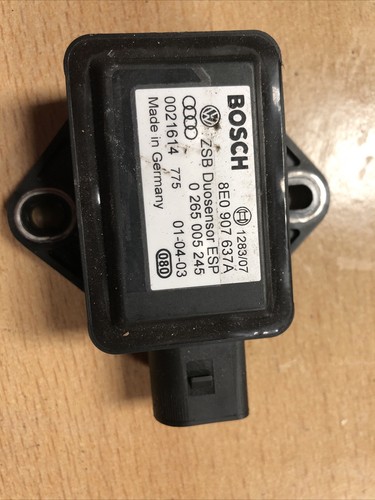 BOSCH
1283/07
8E0 907 637A
ZSB Duosensor ESP
0 265 005 245
0021614 775
01-04-03
Made in Germany
080